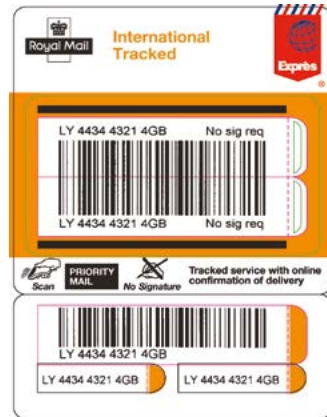 Royal Mail
International
Tracked
Exprès
®
LY 4434 4321 4GB No sig req
LY 4434 4321 4GB No sig req
Scan
PRIORITY
MAIL
No Signature
Tracked service with online
confirmation of delivery
LY 4434 4321 4GB
LY 4434 4321 4GB
LY 4434 4321 4GB